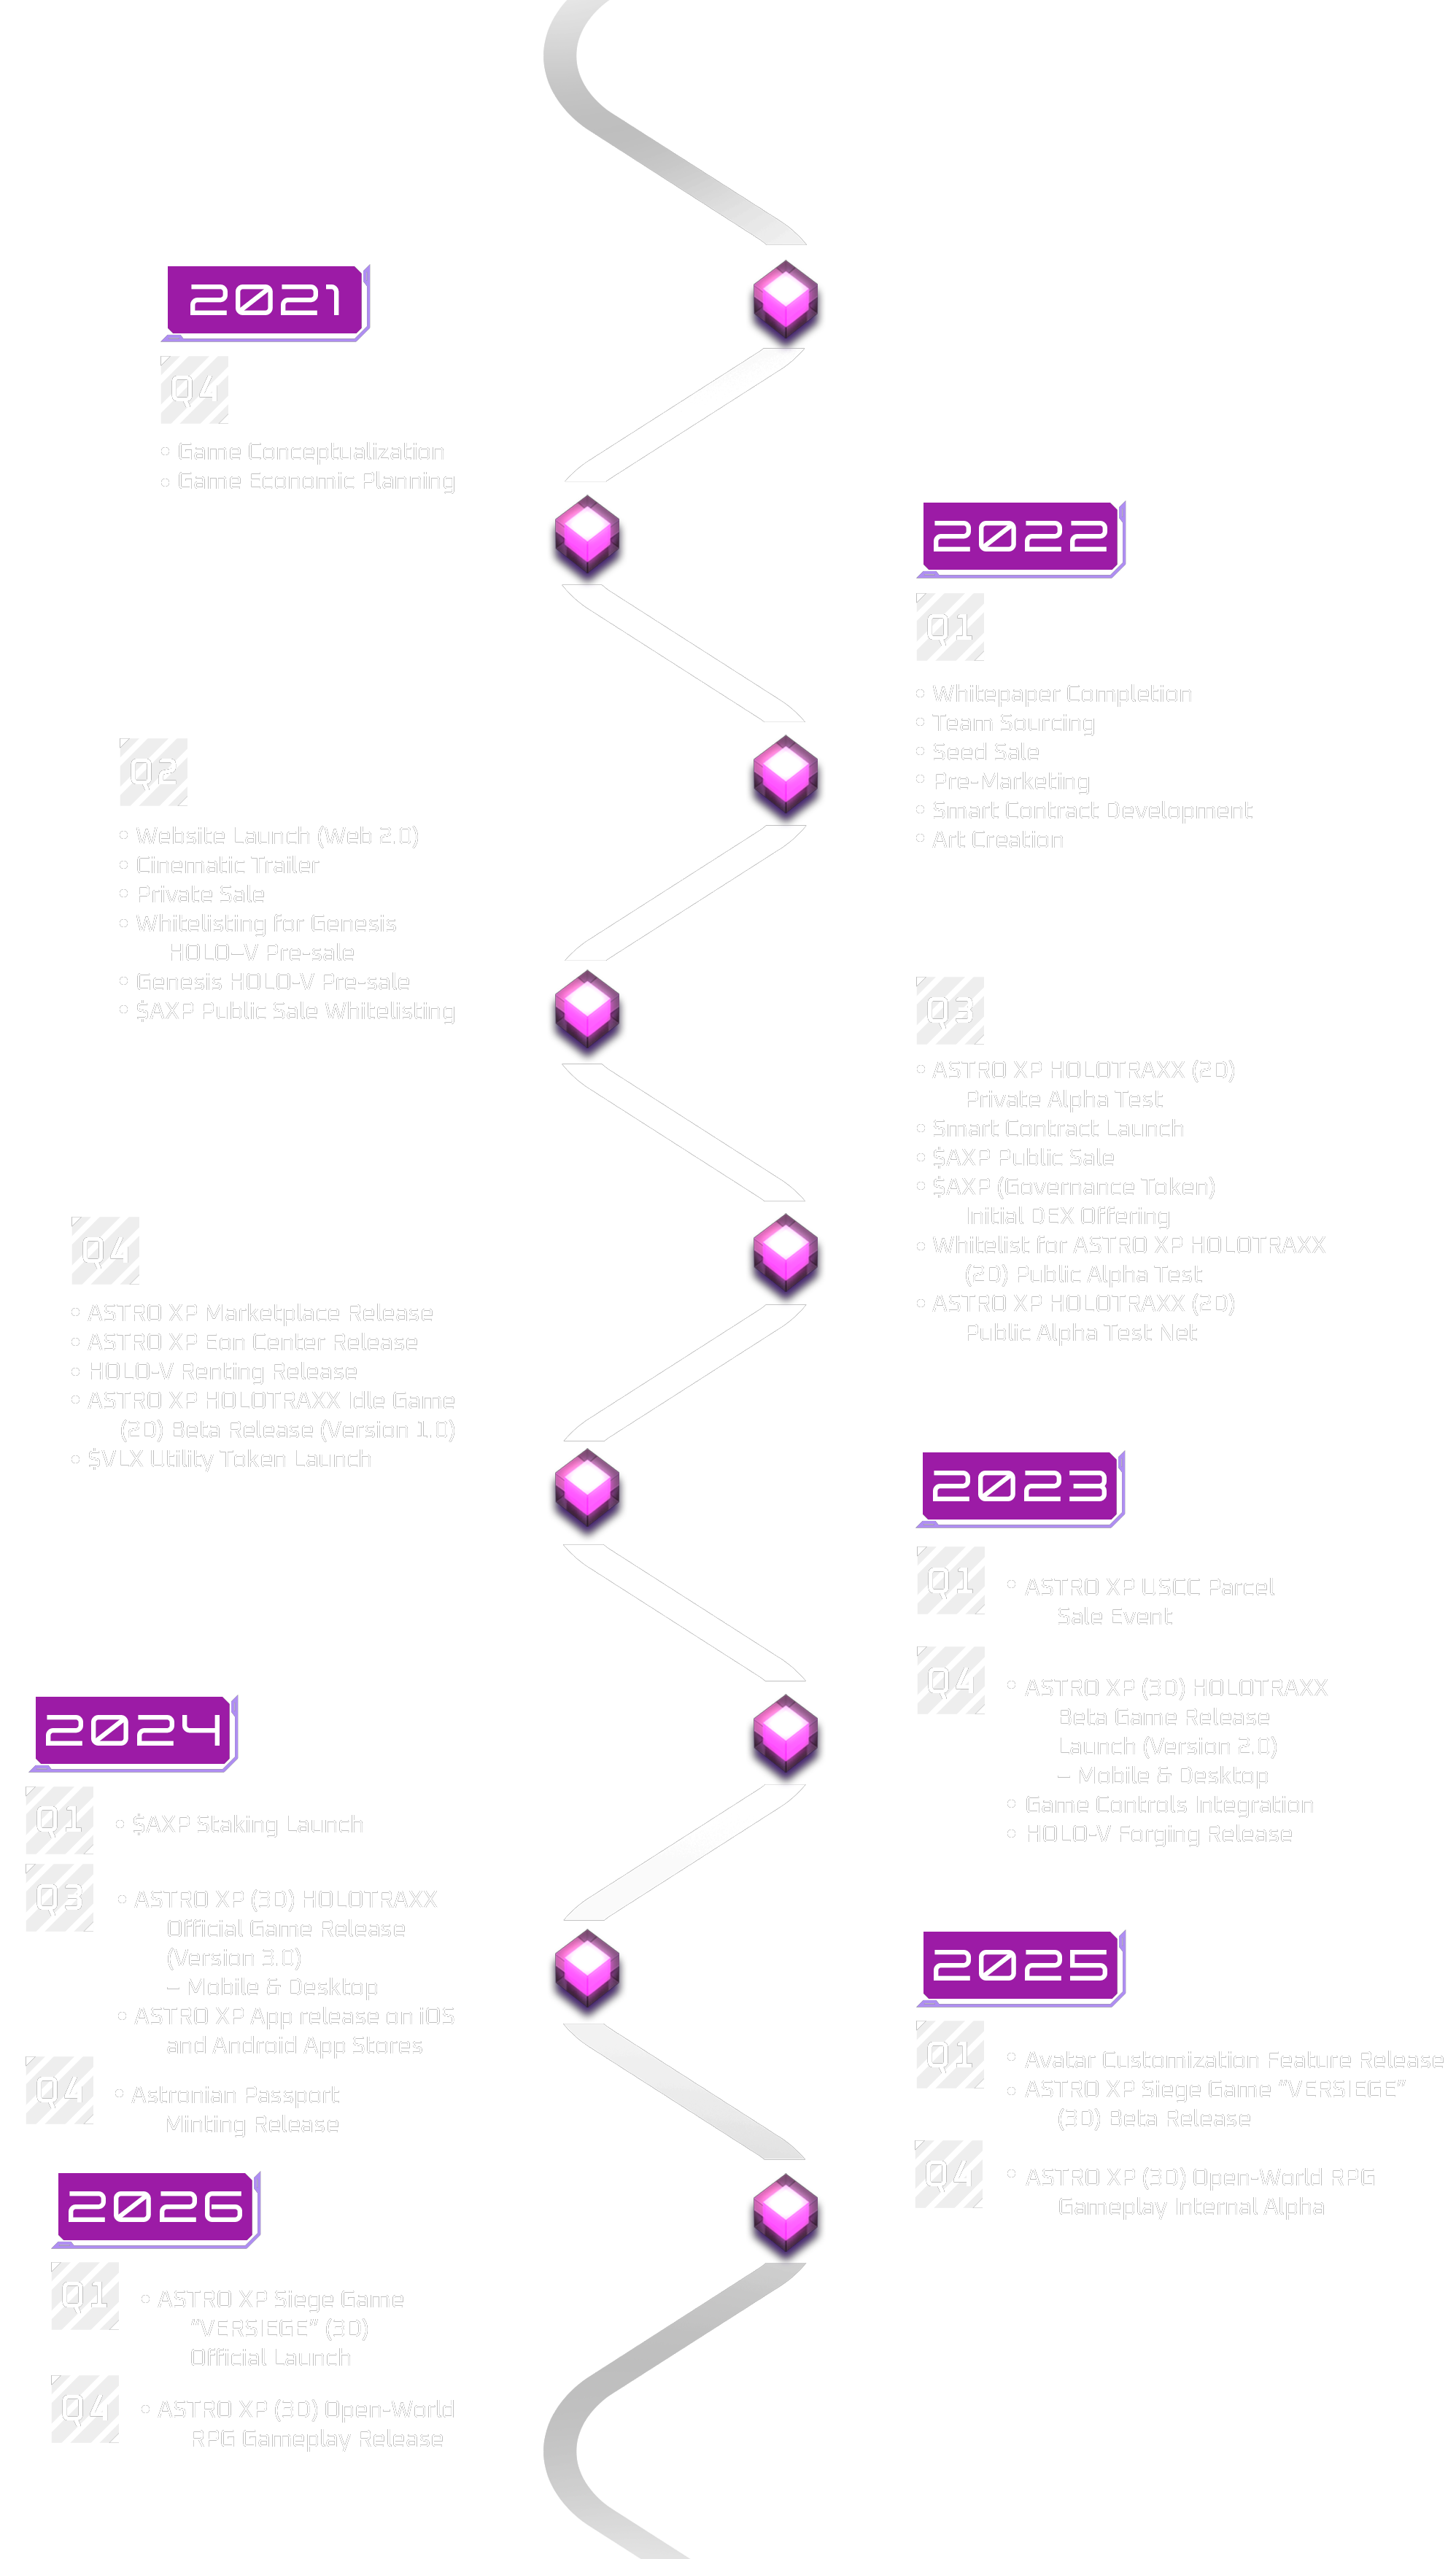 2021
Q4
Game Conceptualization
Game Economic Planning
2022
Q1
Whitepaper Completion
Team Sourcing
Seed Sale
Pre-Marketing
Smart Contract Development
Art Creation
Q2
Website Launch (Web 2.0)
Cinematic Trailer
Private Sale
Whitelisting for Genesis
HOLO–V Pre-sale
Genesis HOLO-V Pre-sale
$AXP Public Sale Whitelisting
Q3
ASTRO XP HOLOTRAXX (2D)
Private Alpha Test
Smart Contract Launch
$AXP Public Sale
$AXP (Governance Token)
Initial DEX Offering
Whitelist for ASTRO XP HOLOTRAXX
(2D) Public Alpha Test
ASTRO XP HOLOTRAXX (2D)
Public Alpha Test Net
Q4
ASTRO XP Marketplace Release
ASTRO XP Eon Center Release
HOLO-V Renting Release
ASTRO XP HOLOTRAXX Idle Game
(2D) Beta Release (Version 1.0)
$VLX Utility Token Launch
2023
Q1
ASTRO XP USCC Parcel
Sale Event
Q4
ASTRO XP (3D) HOLOTRAXX
Beta Game Release
Launch (Version 2.0)
– Mobile & Desktop
Game Controls Integration
HOLO-V Forging Release
2024
Q1
$AXP Staking Launch
Q3
ASTRO XP (3D) HOLOTRAXX
Official Game Release
(Version 3.0)
– Mobile & Desktop
ASTRO XP App release on iOS
and Android App Stores
Q4
Astronian Passport
Minting Release
2025
Q1
Avatar Customization Feature Release
ASTRO XP Siege Game “VERSIEGE”
(3D) Beta Release
Q4
ASTRO XP (3D) Open-World RPG
Gameplay Internal Alpha
2026
Q1
ASTRO XP Siege Game
“VERSIEGE” (3D)
Official Launch
Q4
ASTRO XP (3D) Open-World
RPG Gameplay Release